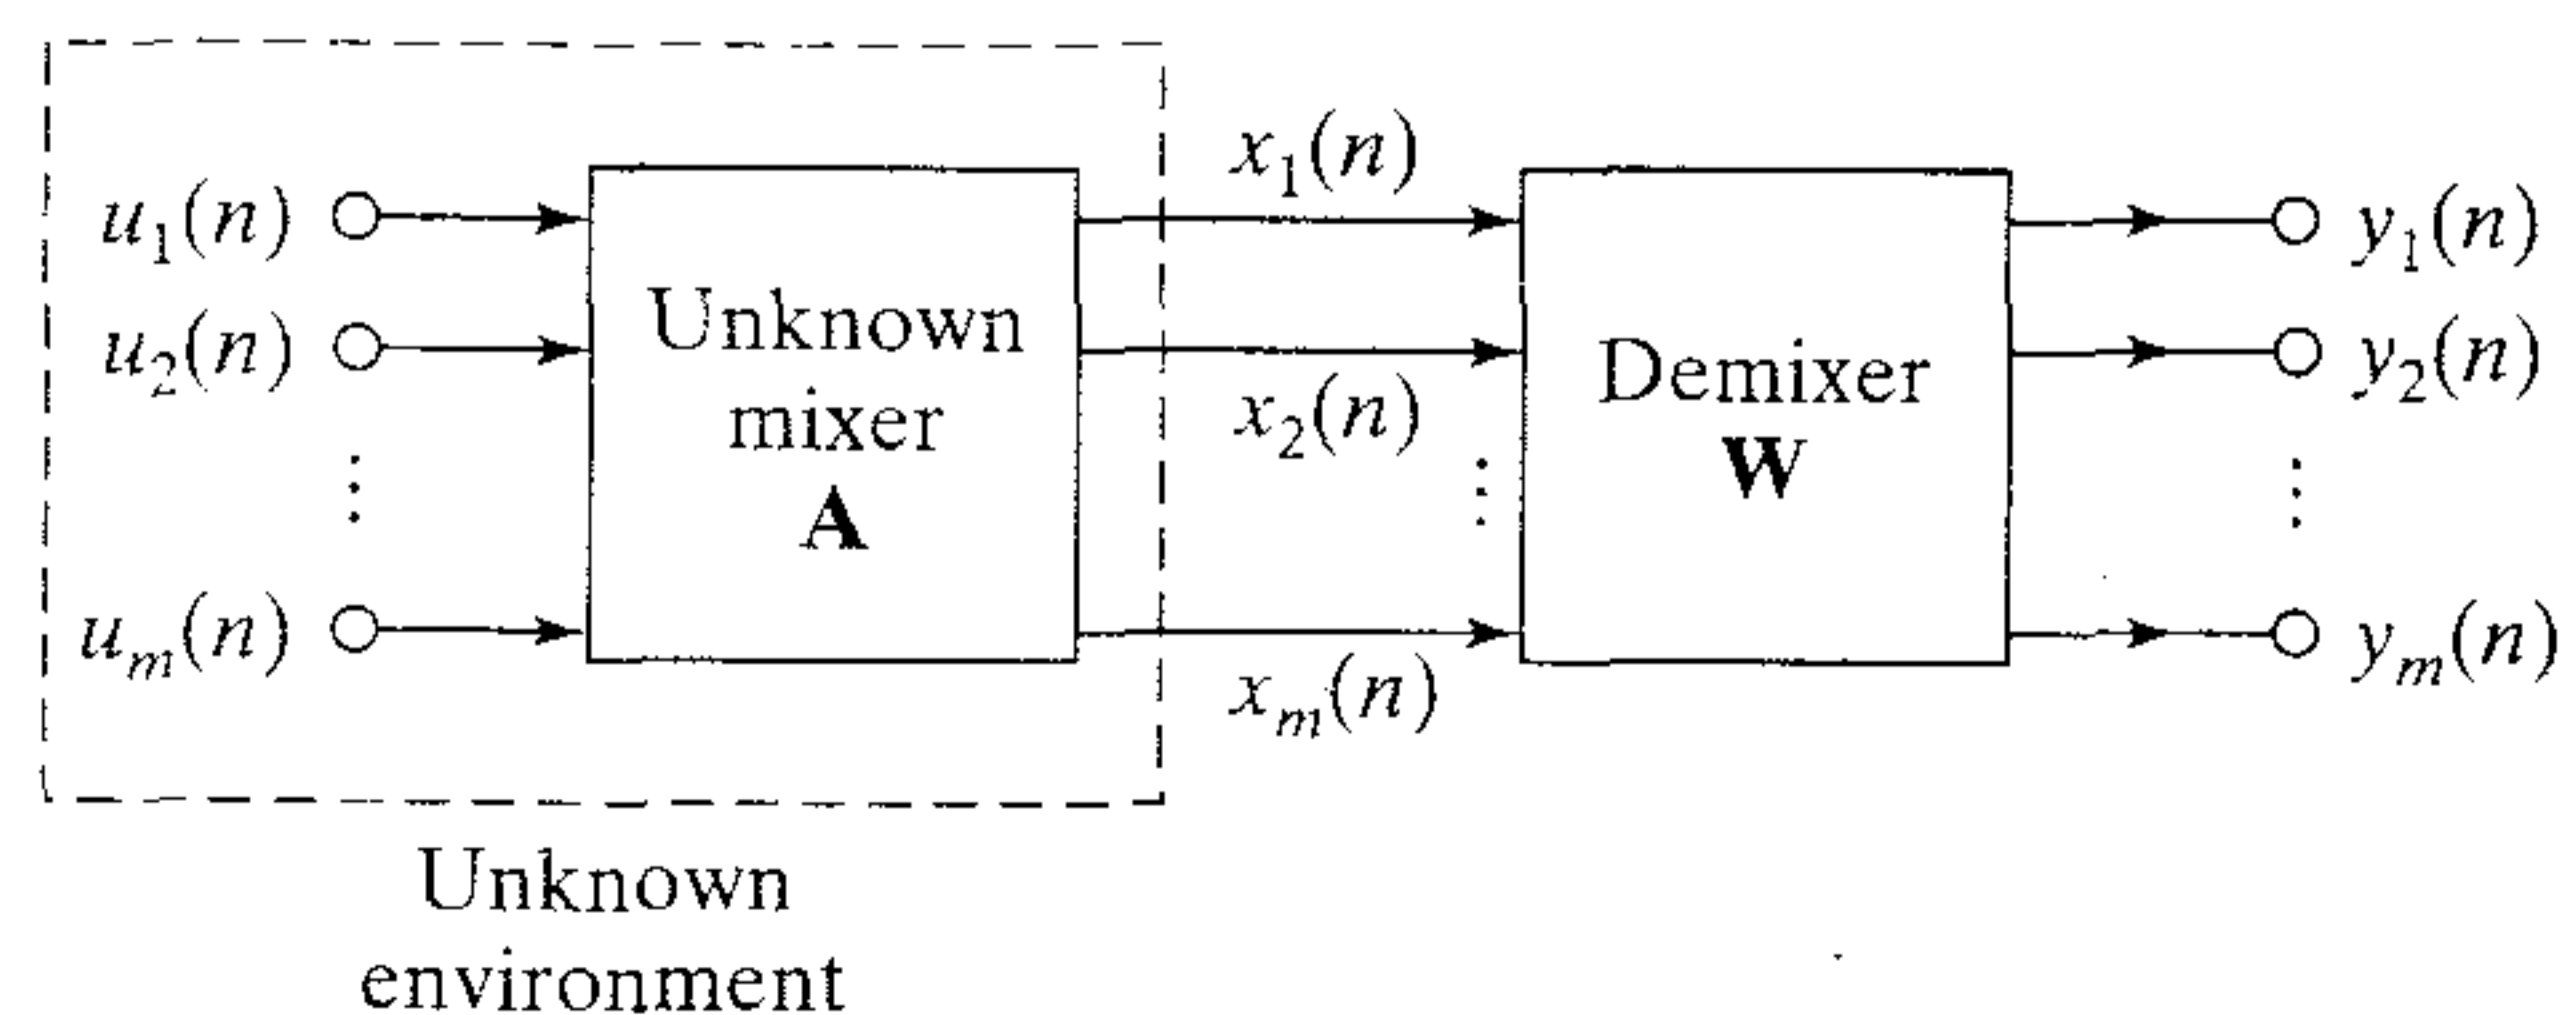 u₁(n)
u₂(n)
⋮
uₘ(n)
Unknown
mixer
A
x₁(n)
x₂(n)
⋮
xₘ(n)
Demixer
W
y₁(n)
y₂(n)
⋮
yₘ(n)
Unknown
environment